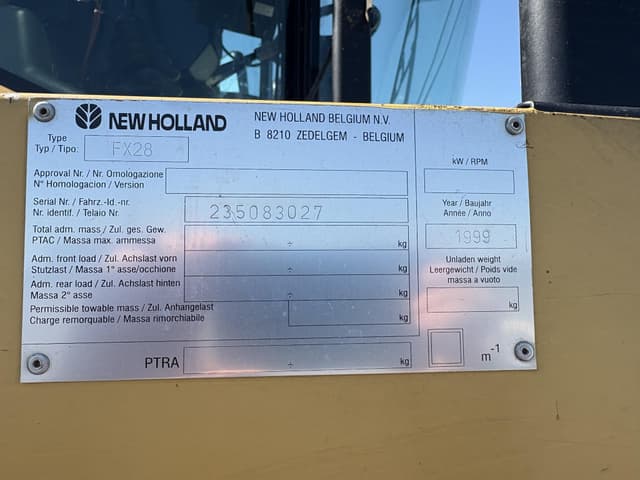 NEW HOLLAND
NEW HOLLAND BELGIUM N.V.
B 8210 ZEDELGEM - BELGIUM
Type
Typ / Tipo:
FX28
Approval Nr. / Nr. Omologazione
N° Homologacion / Version
Serial Nr. / Fahrz.-Id.-nr.
Nr. identif. / Telaio Nr.
235083027
Total adm. mass / Zul. ges. Gew.
PTAC / Massa max. ammessa
÷ kg
Adm. front load / Zul. Achslast vorn
Stutzlast / Massa 1° asse/occhione
÷ kg
Adm. rear load / Zul. Achslast hinten
Massa 2° asse
÷ kg
Permissible towable mass / Zul. Anhangelast
Charge remorquable / Massa rimorchiabile
kg
PTRA
÷ kg
kW / RPM
Year / Baujahr
Année / Anno
1999
Unladen weight
Leergewicht / Poids vide
massa a vuoto
kg
m-1